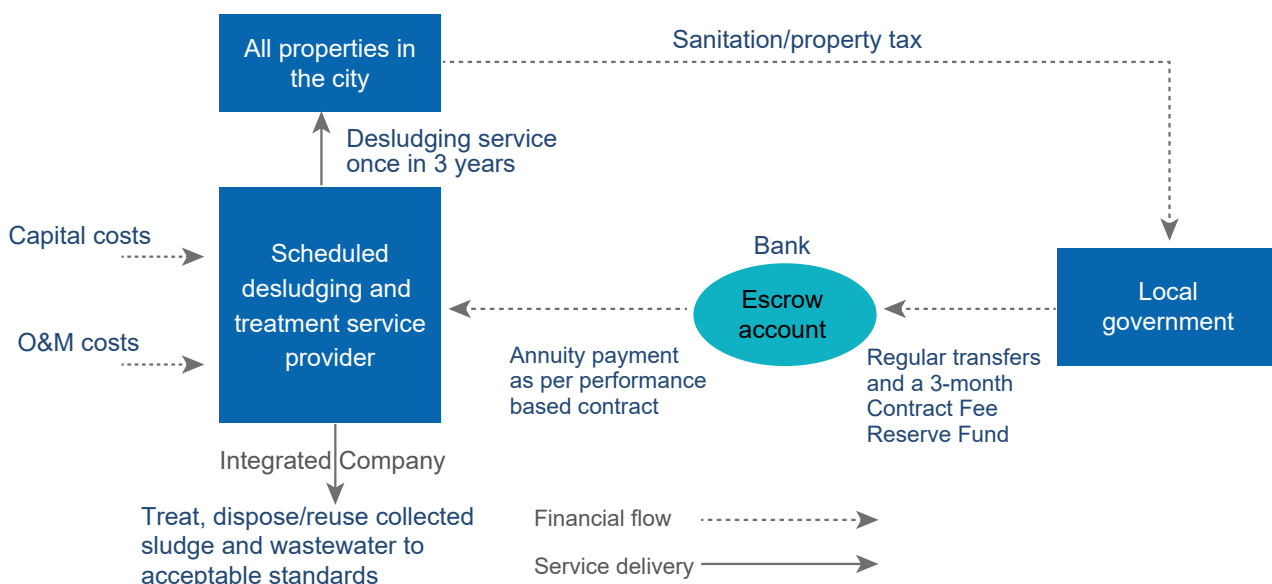 All properties in
the city
Sanitation/property tax
Desludging service
once in 3 years
Capital costs
O&M costs
Scheduled
desludging and
treatment service
provider
Bank
Escrow
account
Local
government
Annuity payment
as per performance
based contract
Regular transfers
and a 3-month
Contract Fee
Reserve Fund
Integrated Company
Treat, dispose/reuse collected
sludge and wastewater to
acceptable standards
Financial flow
Service delivery